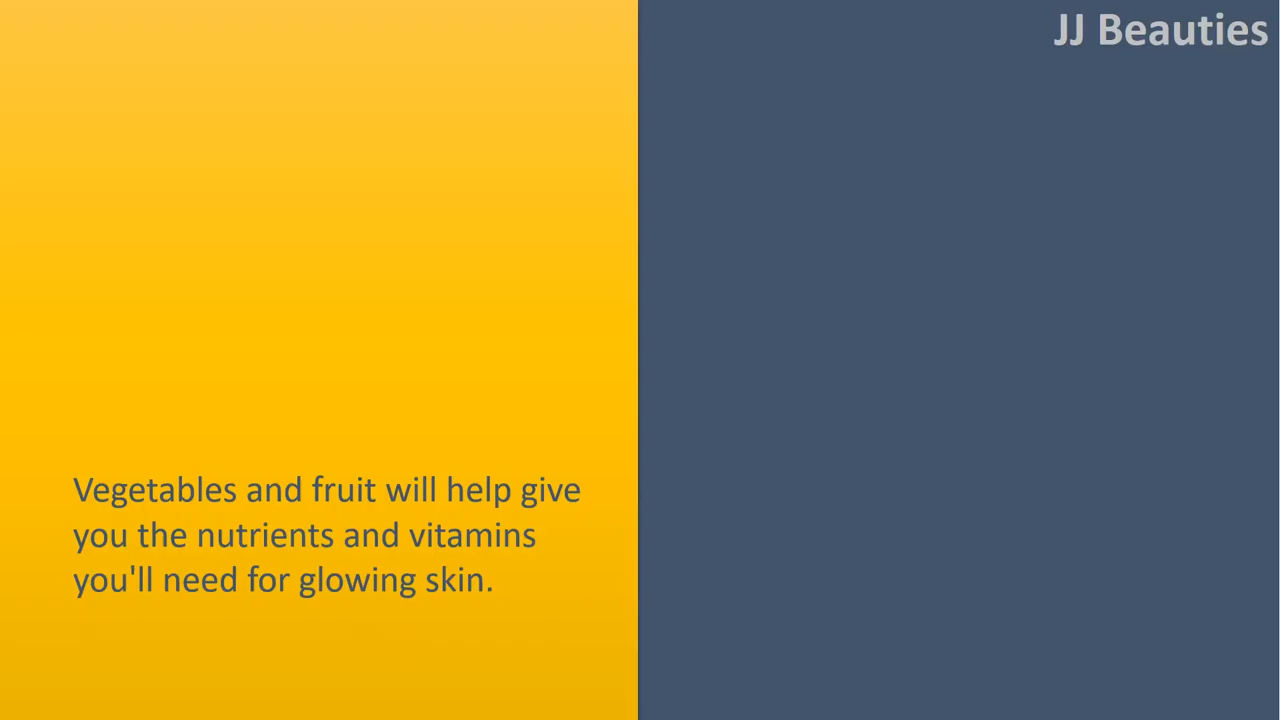 JJ Beauties
Vegetables and fruit will help give
you the nutrients and vitamins
you'll need for glowing skin.